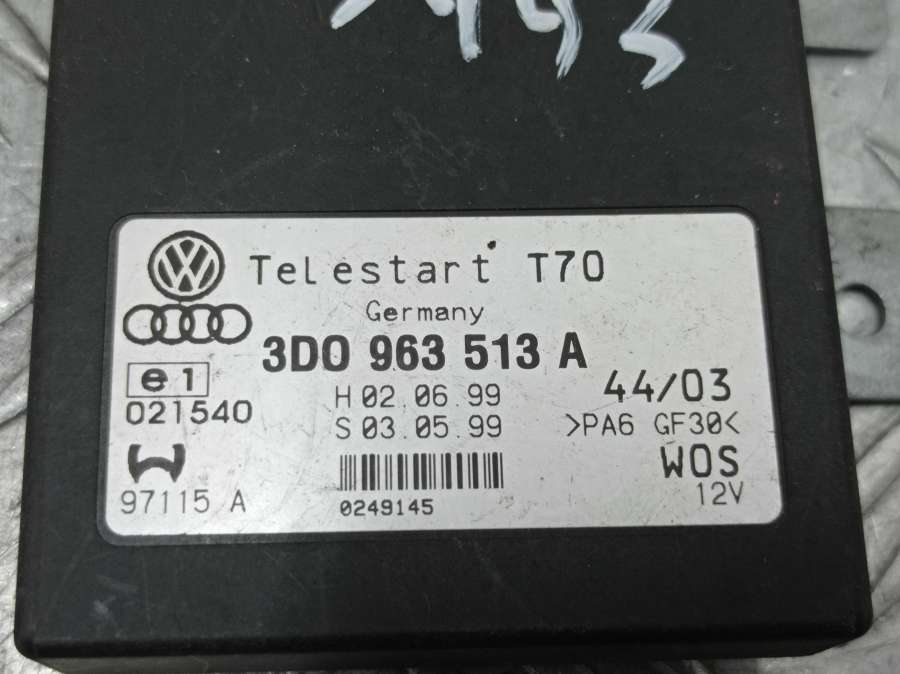 Telestart T70
Germany
3D0 963 513 A
e1
021540
H 02.06.99
S 03.05.99
44/03
>PA6 GF30<
WOS
12V
97115 A
0249145